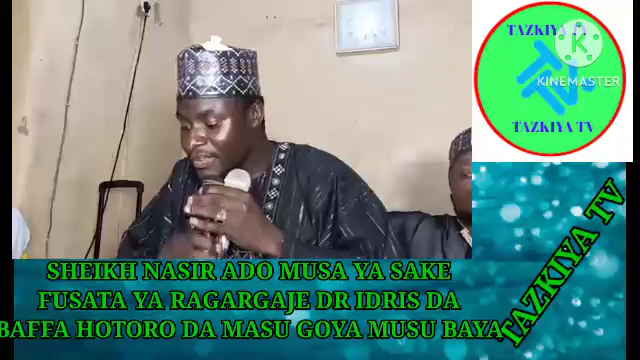 TAZKIYA TV
TV
KINEMASTER
TAZKIYA TV
TAZKIYA TV
SHEIKH NASIR ADO MUSA YA SAKE
FUSATA YA RAGARGAJE DR IDRIS DA
BAFFA HOTORO DA MASU GOYA MUSU BAYA